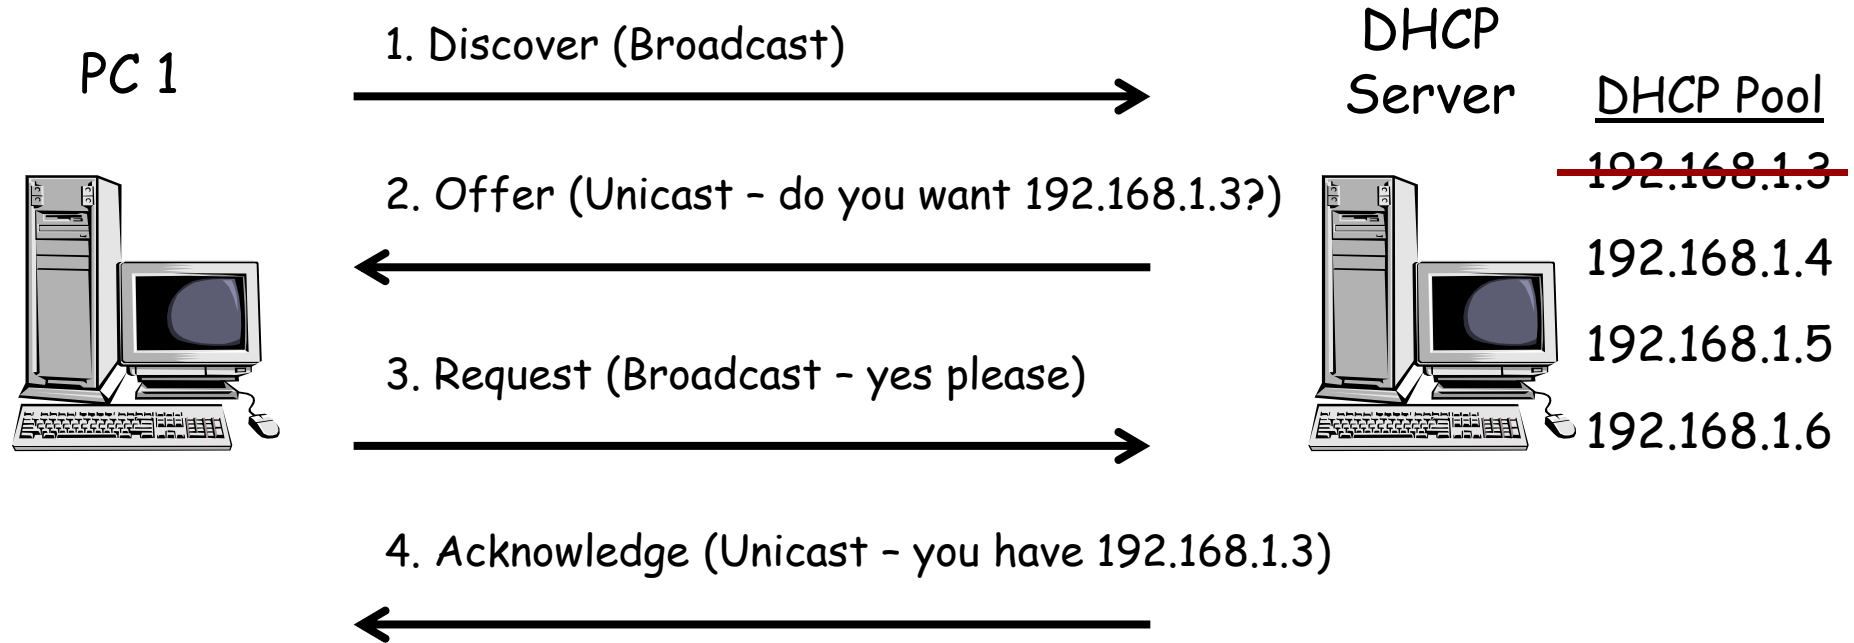 PC 1
1. Discover (Broadcast)
2. Offer (Unicast – do you want 192.168.1.3?)
3. Request (Broadcast – yes please)
4. Acknowledge (Unicast – you have 192.168.1.3)
DHCP
Server
DHCP Pool
192.168.1.3
192.168.1.4
192.168.1.5
192.168.1.6